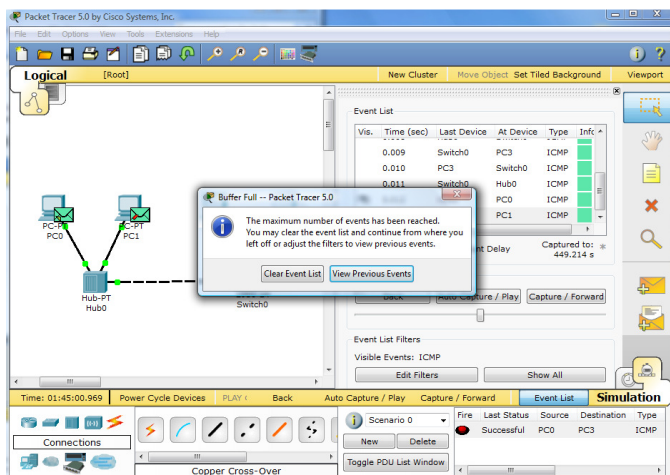 Packet Tracer 5.0 by Cisco Systems, Inc.
File Edit Options View Tools Extensions Help
Logical [Root] New Cluster Move Object Set Tiled Background Viewport
Event List
Vis. Time (sec) Last Device At Device Type Info
0.009 Switch0 PC3 ICMP
0.010 PC3 Switch0 ICMP
0.011 Switch0 Hub0 ICMP
PC0 ICMP
PC1 ICMP
Buffer Full -- Packet Tracer 5.0
The maximum number of events has been reached.
You may clear the event list and continue from where you
left off or adjust the filters to view previous events.
Clear Event List View Previous Events
PC-PT
PC0
PC-PT
PC1
Hub-PT
Hub0
Switch0
Delay Captured to: *
449.214 s
Back Auto Capture / Play Capture / Forward
Event List Filters
Visible Events: ICMP
Edit Filters Show All
Time: 01:45:00.969 Power Cycle Devices PLAY Back Auto Capture / Play Capture / Forward Event List Simulation
Connections
Copper Cross-Over
Scenario 0
New Delete
Toggle PDU List Window
Fire Last Status Source Destination Type
Successful PC0 PC3 ICMP